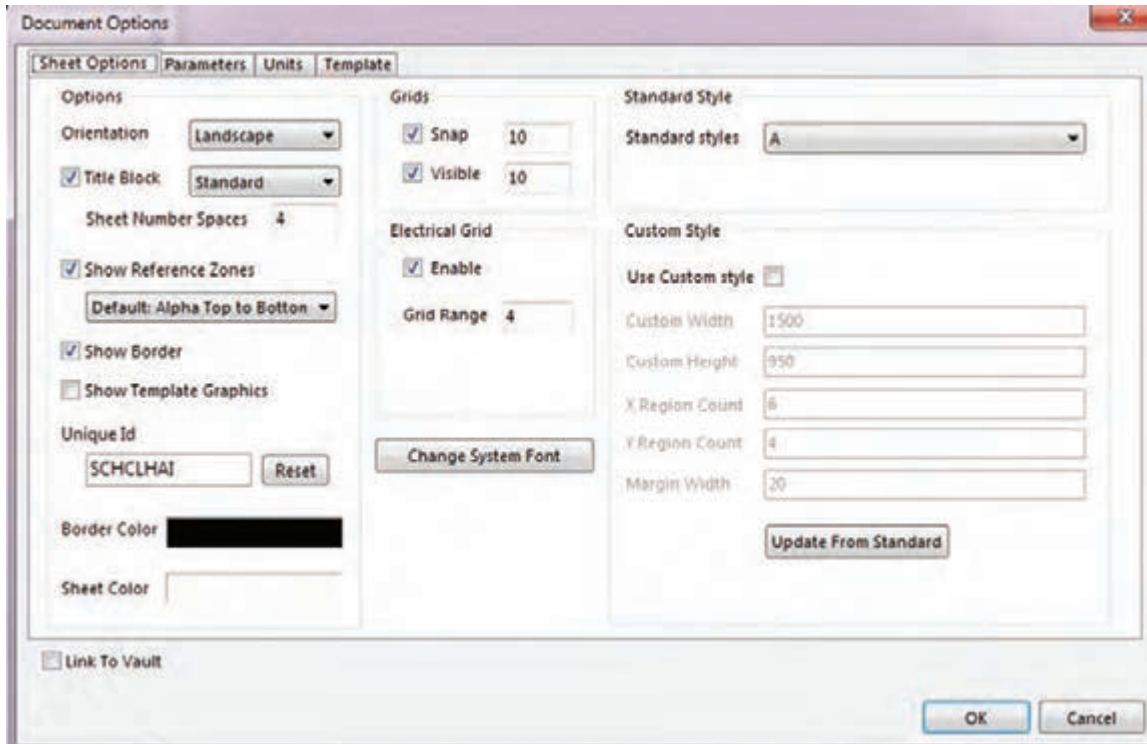 Document Options
Sheet Options Parameters Units Template
Options
Orientation Landscape
Title Block Standard
Sheet Number Spaces 4
Show Reference Zones
Default: Alpha Top to Botton
Show Border
Show Template Graphics
Unique Id
SCHCLHAI Reset
Border Color
Sheet Color
Grids
Snap 10
Visible 10
Electrical Grid
Enable
Grid Range 4
Change System Font
Standard Style
Standard styles A
Custom Style
Use Custom style
Custom Width 1500
Custom Height 950
X Region Count 6
Y Region Count 4
Margin Width 20
Update From Standard
Link To Vault
OK Cancel